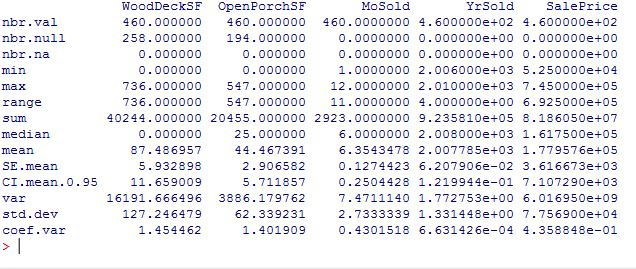 WoodDeckSF OpenPorchSF MoSold YrSold SalePrice
nbr.val 460.000000 460.000000 460.0000000 4.600000e+02 4.600000e+02
nbr.null 258.000000 194.000000 0.0000000 0.000000e+00 0.000000e+00
nbr.na 0.000000 0.000000 0.0000000 0.000000e+00 0.000000e+00
min 0.000000 0.000000 1.0000000 2.006000e+03 5.250000e+04
max 736.000000 547.000000 12.0000000 2.010000e+03 7.450000e+05
range 736.000000 547.000000 11.0000000 4.000000e+00 6.925000e+05
sum 40244.000000 20455.000000 2923.0000000 9.235810e+05 8.186050e+07
median 0.000000 25.000000 6.0000000 2.008000e+03 1.617500e+05
mean 87.486957 44.467391 6.3543478 2.007785e+03 1.779576e+05
SE.mean 5.932898 2.906582 0.1274423 6.207906e-02 3.616673e+03
CI.mean.0.95 11.659009 5.711857 0.2504428 1.219944e-01 7.107290e+03
var 16191.666496 3886.179762 7.4711140 1.772753e+00 6.016950e+09
std.dev 127.246479 62.339231 2.7333339 1.331448e+00 7.756900e+04
coef.var 1.454462 1.401909 0.4301518 6.631426e-04 4.358848e-01
>